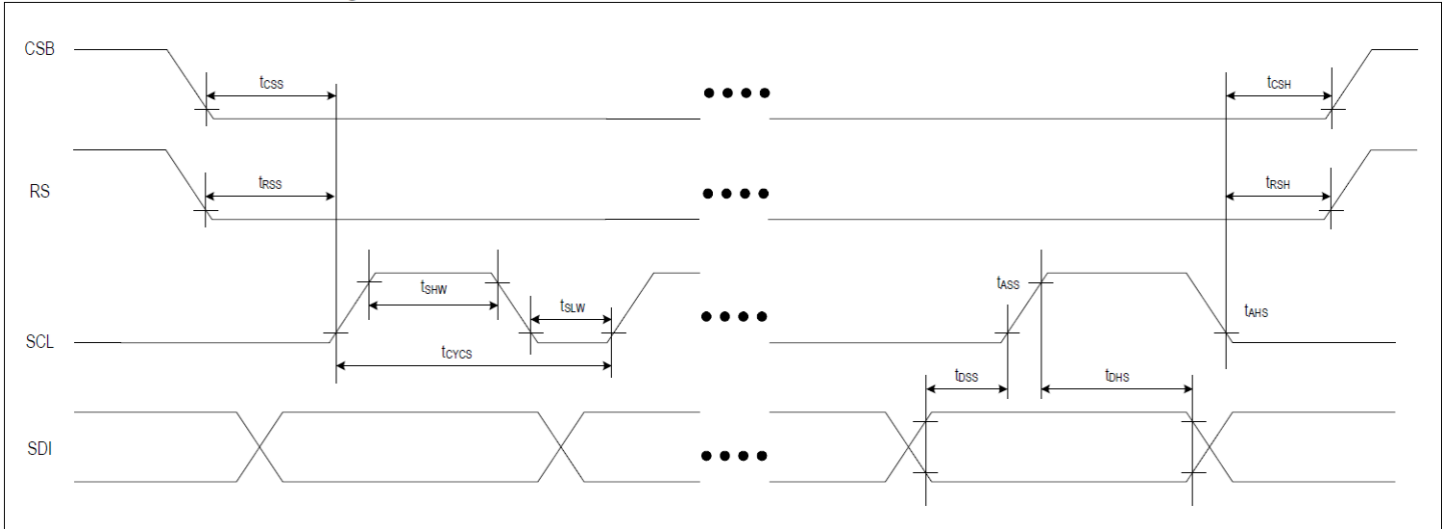 CSB
tCSS
tCSH
RS
tRSS
tRSH
tSHW
tASS
tSLW
tAHS
SCL
tCYCS
tDSS
tDHS
SDI